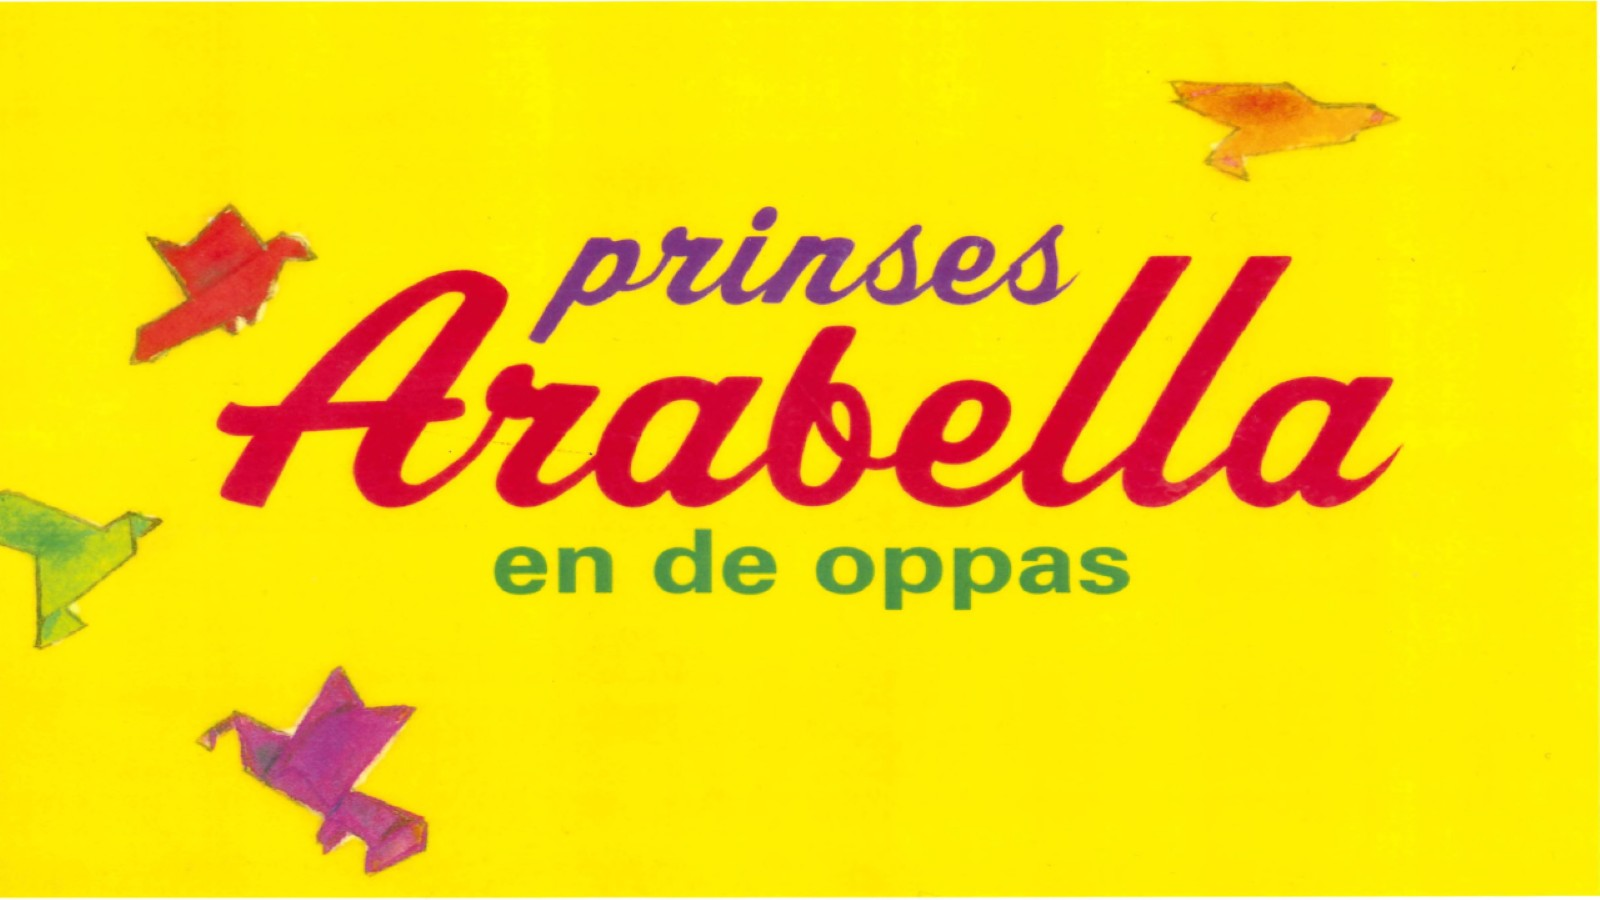 prinses
Arabella
en de oppas